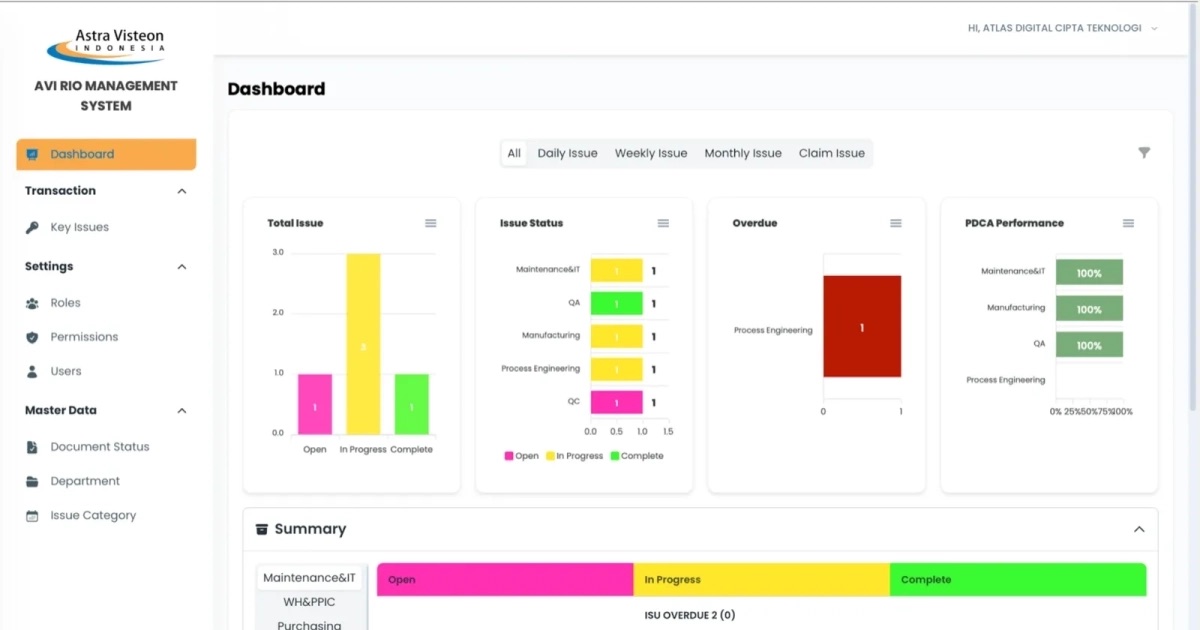 Astra Visteon
INDONESIA
AVI RIO MANAGEMENT
SYSTEM
Dashboard
Transaction
Key Issues
Settings
Roles
Permissions
Users
Master Data
Document Status
Department
Issue Category
HI, ATLAS DIGITAL CIPTA TEKNOLOGI
Dashboard
All Daily Issue Weekly Issue Monthly Issue Claim Issue
Total Issue
3.0
2.0
1.0
0.0
1 3 1
Open In Progress Complete
Issue Status
Maintenance&IT 1 1
QA 1 1
Manufacturing 1 1
Process Engineering 1 1
QC 1 1
0.0 0.5 1.0 1.5
Open In Progress Complete
Overdue
Process Engineering 1
0 1
PDCA Performance
Maintenance&IT 100%
Manufacturing 100%
QA 100%
Process Engineering
0% 25% 50% 75% 100%
Summary
Maintenance&IT
WH&PPIC
Purchasing
Open In Progress Complete
ISU OVERDUE 2 (0)